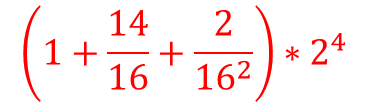 (1 + 14/16 + 2/16²) * 2⁴